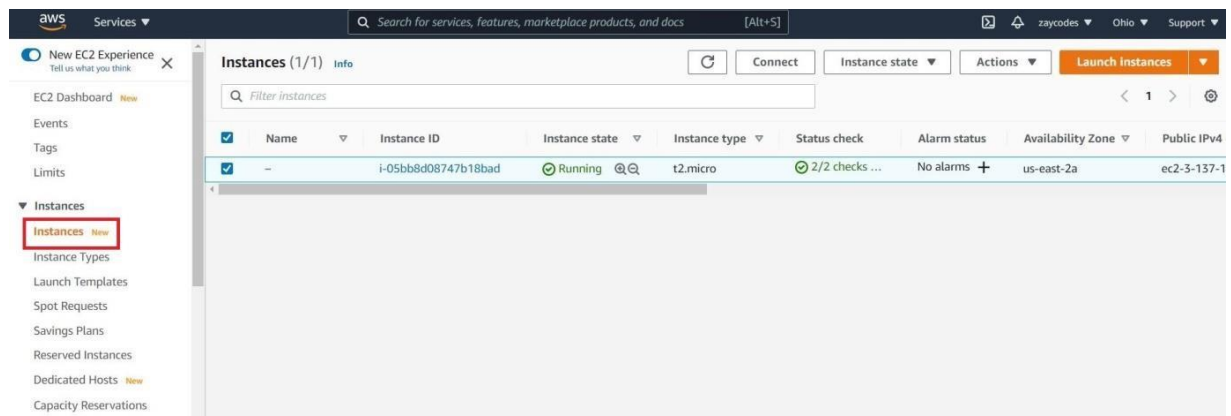 aws Services ▼ Search for services, features, marketplace products, and docs [Alt+S] zaycodes ▼ Ohio ▼ Support ▼
New EC2 Experience
Tell us what you think
EC2 Dashboard New
Events
Tags
Limits
▼ Instances
Instances New
Instance Types
Launch Templates
Spot Requests
Savings Plans
Reserved Instances
Dedicated Hosts New
Capacity Reservations
Instances (1/1) Info Connect Instance state ▼ Actions ▼ Launch instances ▼
Filter instances < 1 >
Name Instance ID Instance state Instance type Status check Alarm status Availability Zone Public IPv4
– i-05bb8d08747b18bad Running t2.micro 2/2 checks ... No alarms + us-east-2a ec2-3-137-1